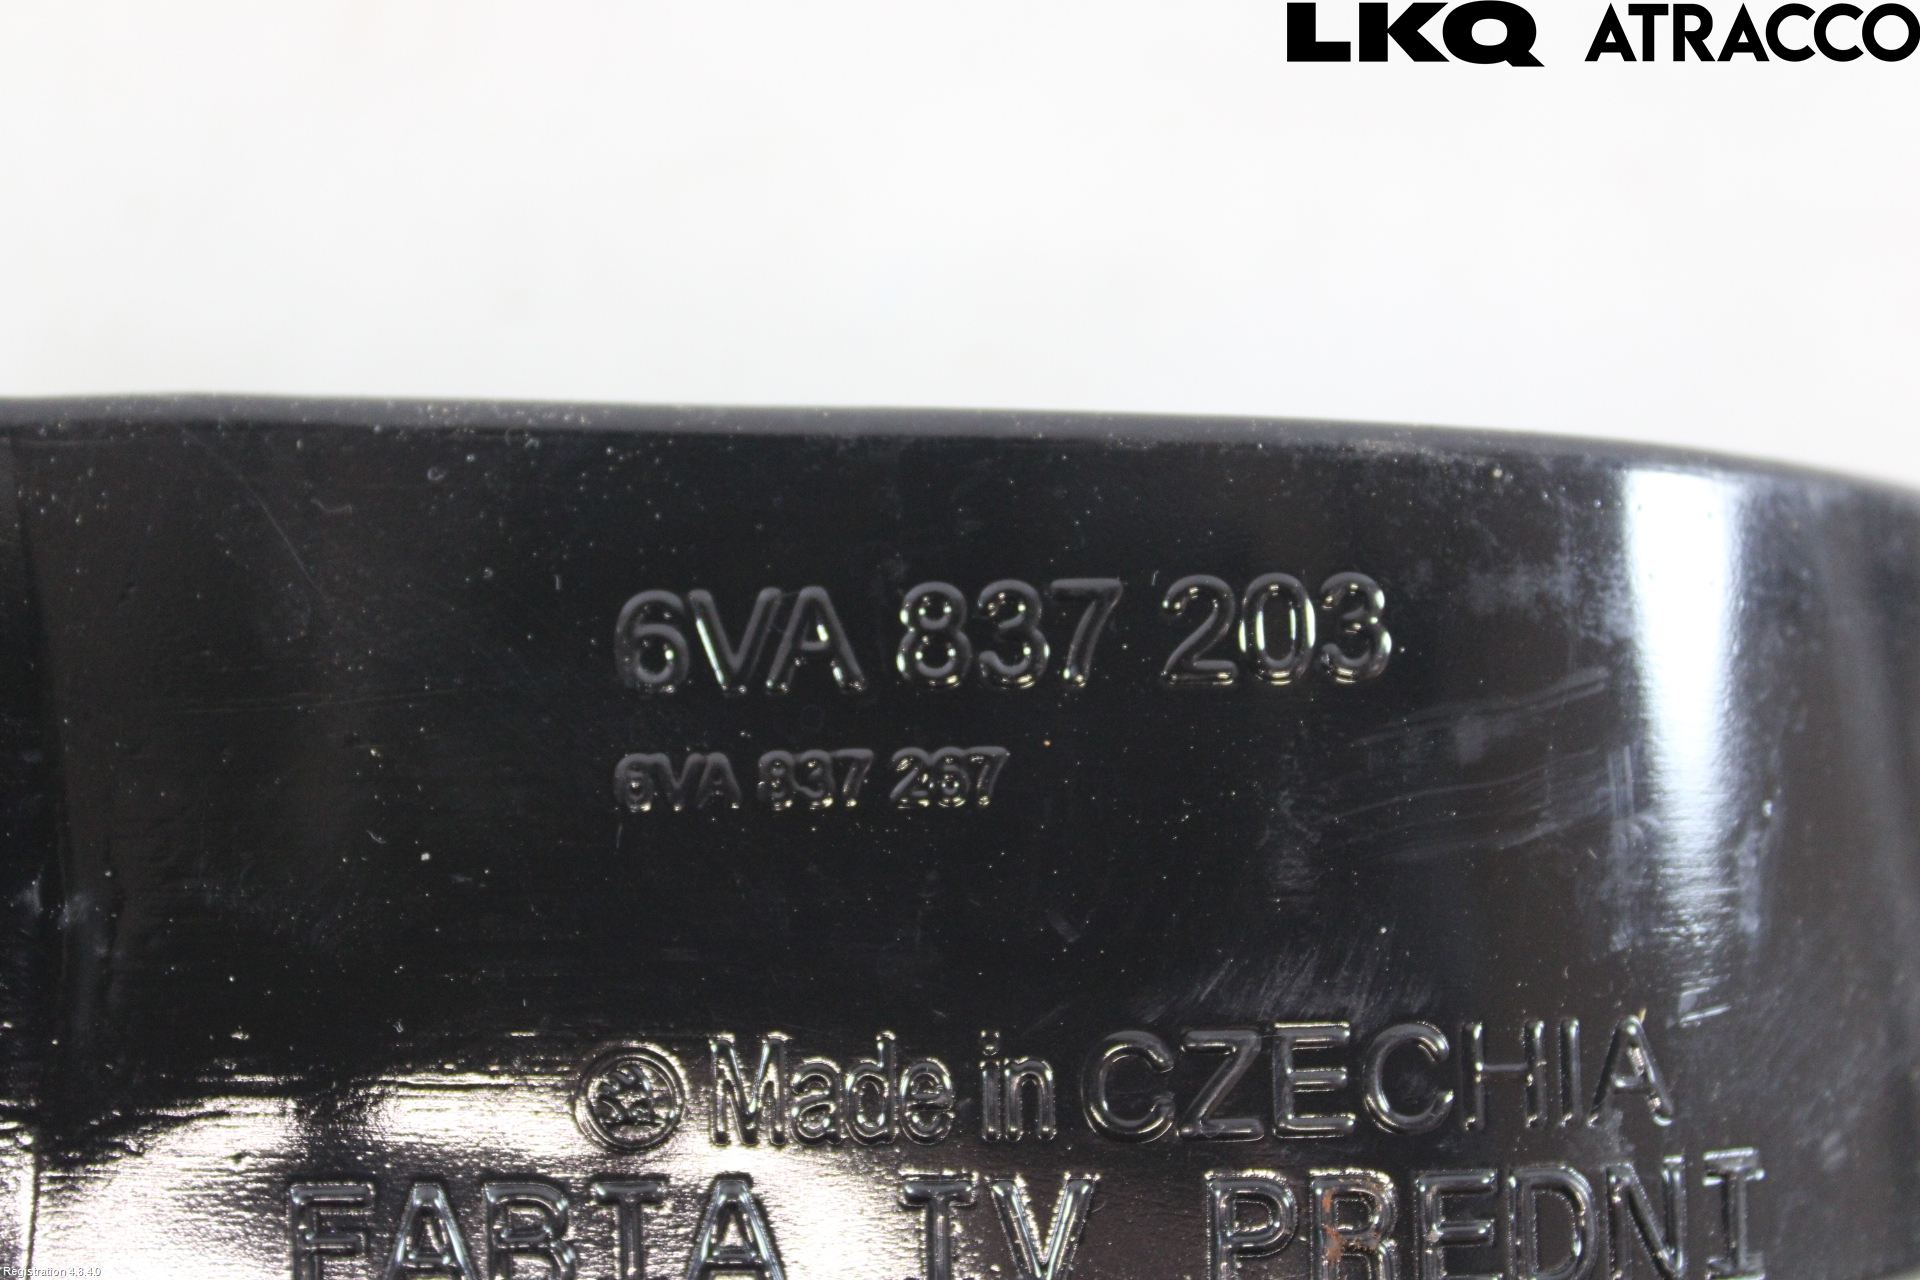 LKQ ATRACCO
6VA 837 203
6VA 837 267
Made in CZECHIA
FABIA IV PREDNI
Registration 4.8.4.0